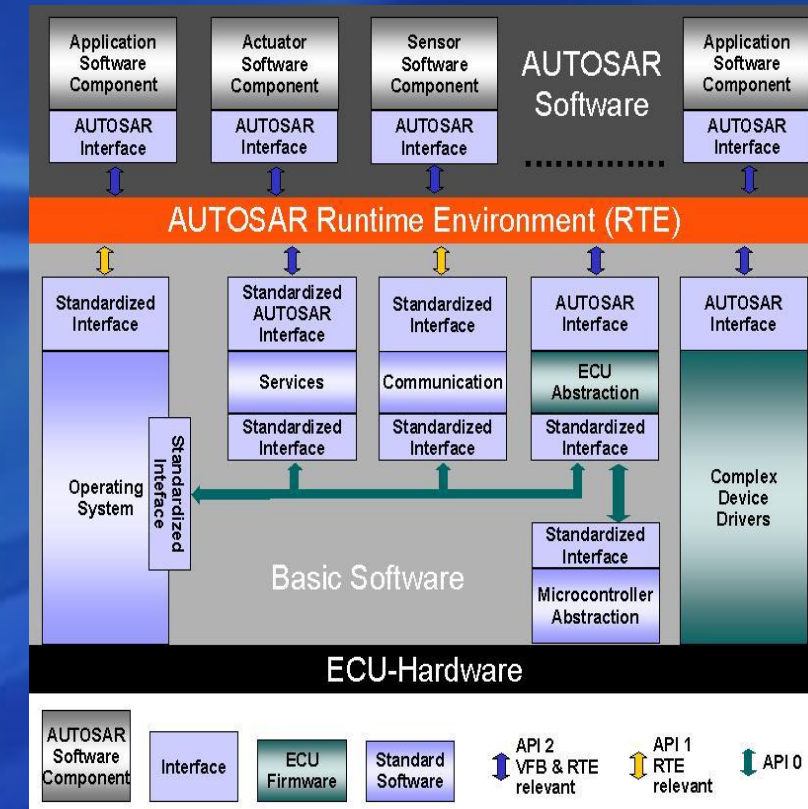 Application
Software
Component
AUTOSAR
Interface
Actuator
Software
Component
AUTOSAR
Interface
Sensor
Software
Component
AUTOSAR
Interface
AUTOSAR
Software
Application
Software
Component
AUTOSAR
Interface
AUTOSAR Runtime Environment (RTE)
Standardized
Interface
Operating
System
Standardized
Inteface
Standardized
AUTOSAR
Interface
Services
Standardized
Interface
Standardized
Interface
Communication
Standardized
Interface
AUTOSAR
Interface
ECU
Abstraction
Standardized
Interface
Standardized
Interface
Microcontroller
Abstraction
AUTOSAR
Interface
Complex
Device
Drivers
Basic Software
ECU-Hardware
AUTOSAR
Software
Component
Interface
ECU
Firmware
Standard
Software
API 2
VFB & RTE
relevant
API 1
RTE
relevant
API 0